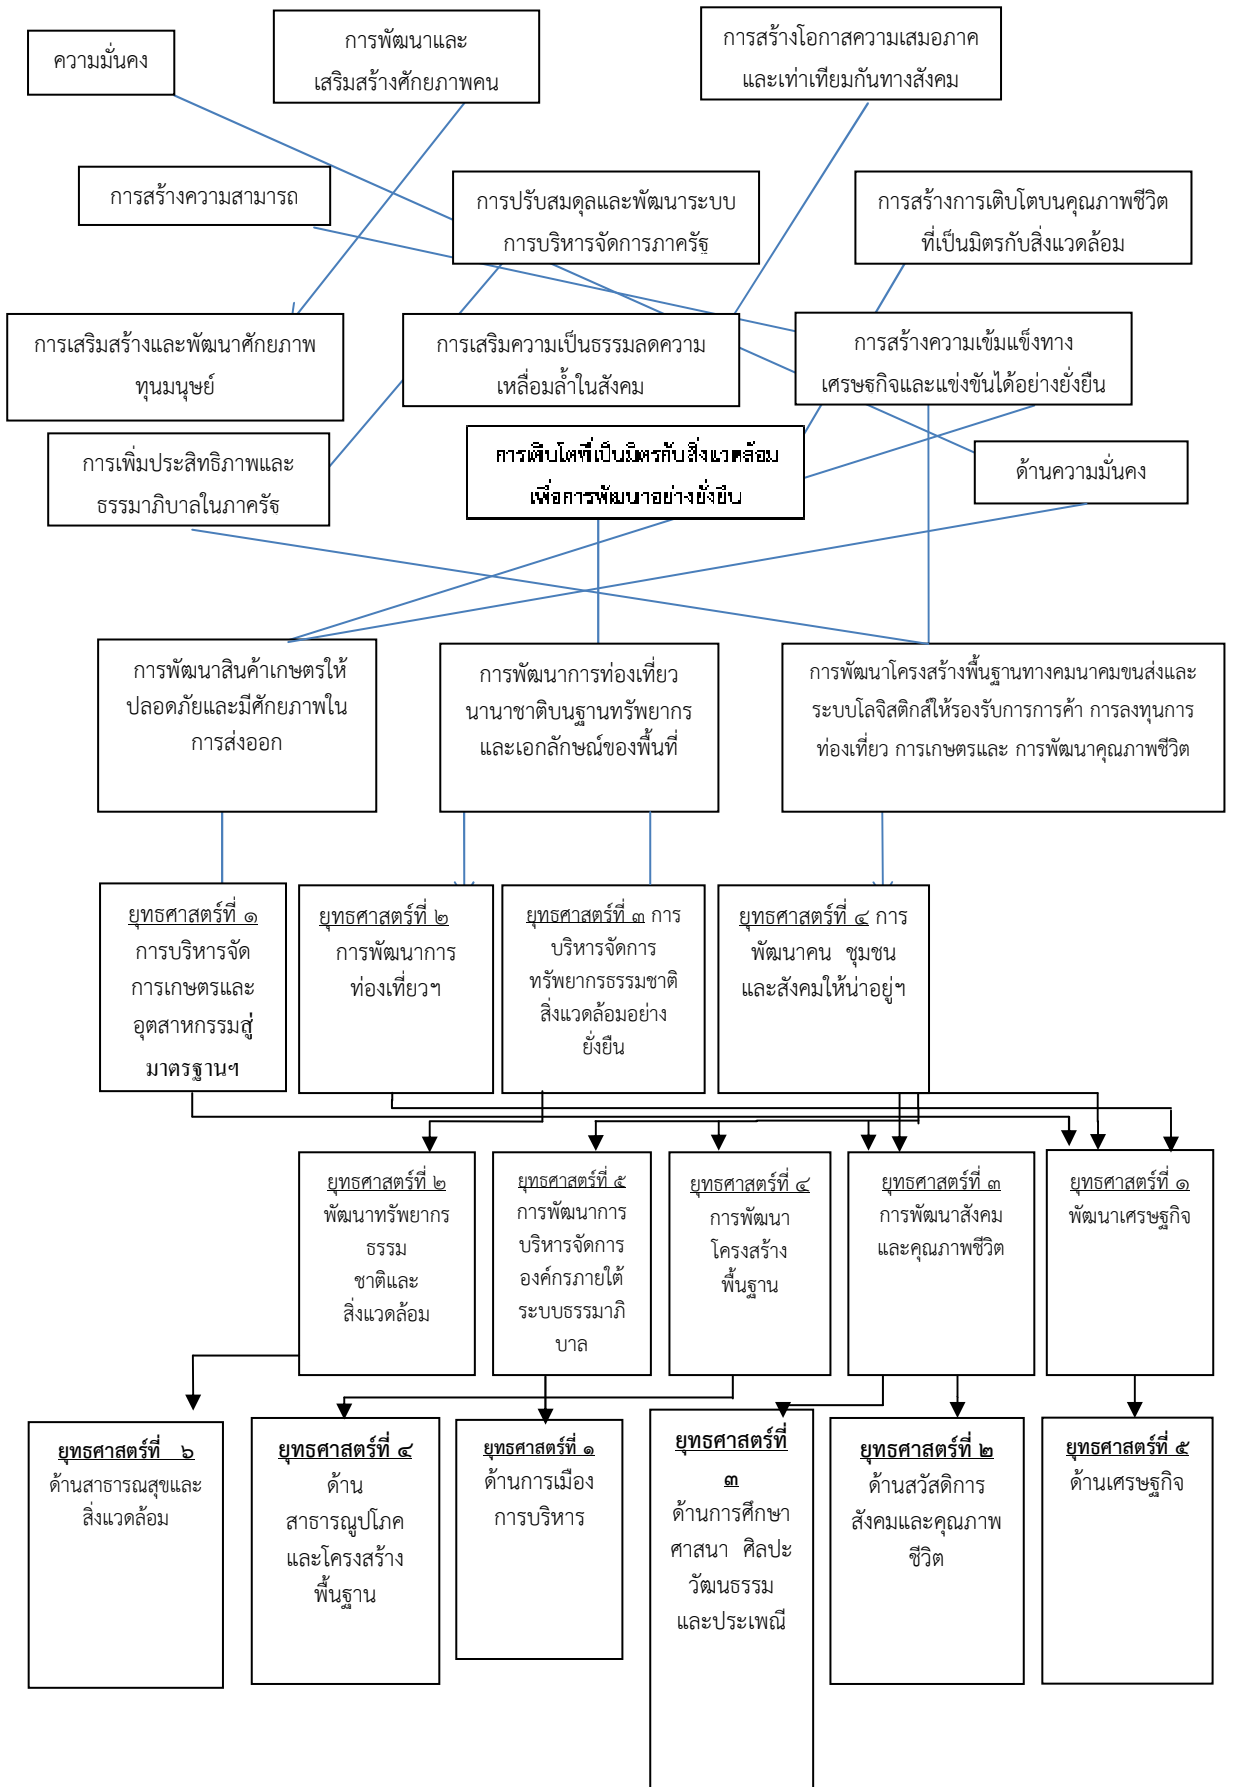 ความมั่นคง
การพัฒนาและ
เสริมสร้างศักยภาพคน
การสร้างโอกาสความเสมอภาค
และเท่าเทียมกันทางสังคม
การสร้างความสามารถ
การปรับสมดุลและพัฒนาระบบ
การบริหารจัดการภาครัฐ
การสร้างการเติบโตบนคุณภาพชีวิต
ที่เป็นมิตรกับสิ่งแวดล้อม
การเสริมสร้างและพัฒนาศักยภาพ
ทุนมนุษย์
การเสริมความเป็นธรรมลดความ
เหลื่อมล้ำในสังคม
การสร้างความเข้มแข็งทาง
เศรษฐกิจและแข่งขันได้อย่างยั่งยืน
การเพิ่มประสิทธิภาพและ
ธรรมาภิบาลในภาครัฐ
การเติบโตที่เป็นมิตรกับสิ่งแวดล้อม
เพื่อการพัฒนาอย่างยั่งยืน
ด้านความมั่นคง
การพัฒนาสินค้าเกษตรให้
ปลอดภัยและมีศักยภาพใน
การส่งออก
การพัฒนาการท่องเที่ยว
นานาชาติบนฐานทรัพยากร
และเอกลักษณ์ของพื้นที่
การพัฒนาโครงสร้างพื้นฐานทางคมนาคมขนส่งและ
ระบบโลจิสติกส์ให้รองรับการการค้า การลงทุนการ
ท่องเที่ยว การเกษตรและ การพัฒนาคุณภาพชีวิต
ยุทธศาสตร์ที่ ๑
การบริหารจัด
การเกษตรและ
อุตสาหกรรมสู่
มาตรฐานฯ
ยุทธศาสตร์ที่ ๒
การพัฒนาการ
ท่องเที่ยวฯ
ยุทธศาสตร์ที่ ๓ การ
บริหารจัดการ
ทรัพยากรธรรมชาติ
สิ่งแวดล้อมอย่าง
ยั่งยืน
ยุทธศาสตร์ที่ ๔ การ
พัฒนาคน ชุมชน
และสังคมให้น่าอยู่ฯ
ยุทธศาสตร์ที่ ๒
พัฒนาทรัพยากร
ธรรม
ชาติและ
สิ่งแวดล้อม
ยุทธศาสตร์ที่ ๕
การพัฒนาการ
บริหารจัดการ
องค์กรภายใต้
ระบบธรรมาภิ
บาล
ยุทธศาสตร์ที่ ๔
การพัฒนา
โครงสร้าง
พื้นฐาน
ยุทธศาสตร์ที่ ๓
การพัฒนาสังคม
และคุณภาพชีวิต
ยุทธศาสตร์ที่ ๑
พัฒนาเศรษฐกิจ
ยุทธศาสตร์ที่ ๖
ด้านสาธารณสุขและ
สิ่งแวดล้อม
ยุทธศาสตร์ที่ ๔
ด้าน
สาธารณูปโภค
และโครงสร้าง
พื้นฐาน
ยุทธศาสตร์ที่ ๑
ด้านการเมือง
การบริหาร
ยุทธศาสตร์ที่
๓
ด้านการศึกษา
ศาสนา ศิลปะ
วัฒนธรรม
และประเพณี
ยุทธศาสตร์ที่ ๒
ด้านสวัสดิการ
สังคมและคุณภาพ
ชีวิต
ยุทธศาสตร์ที่ ๕
ด้านเศรษฐกิจ